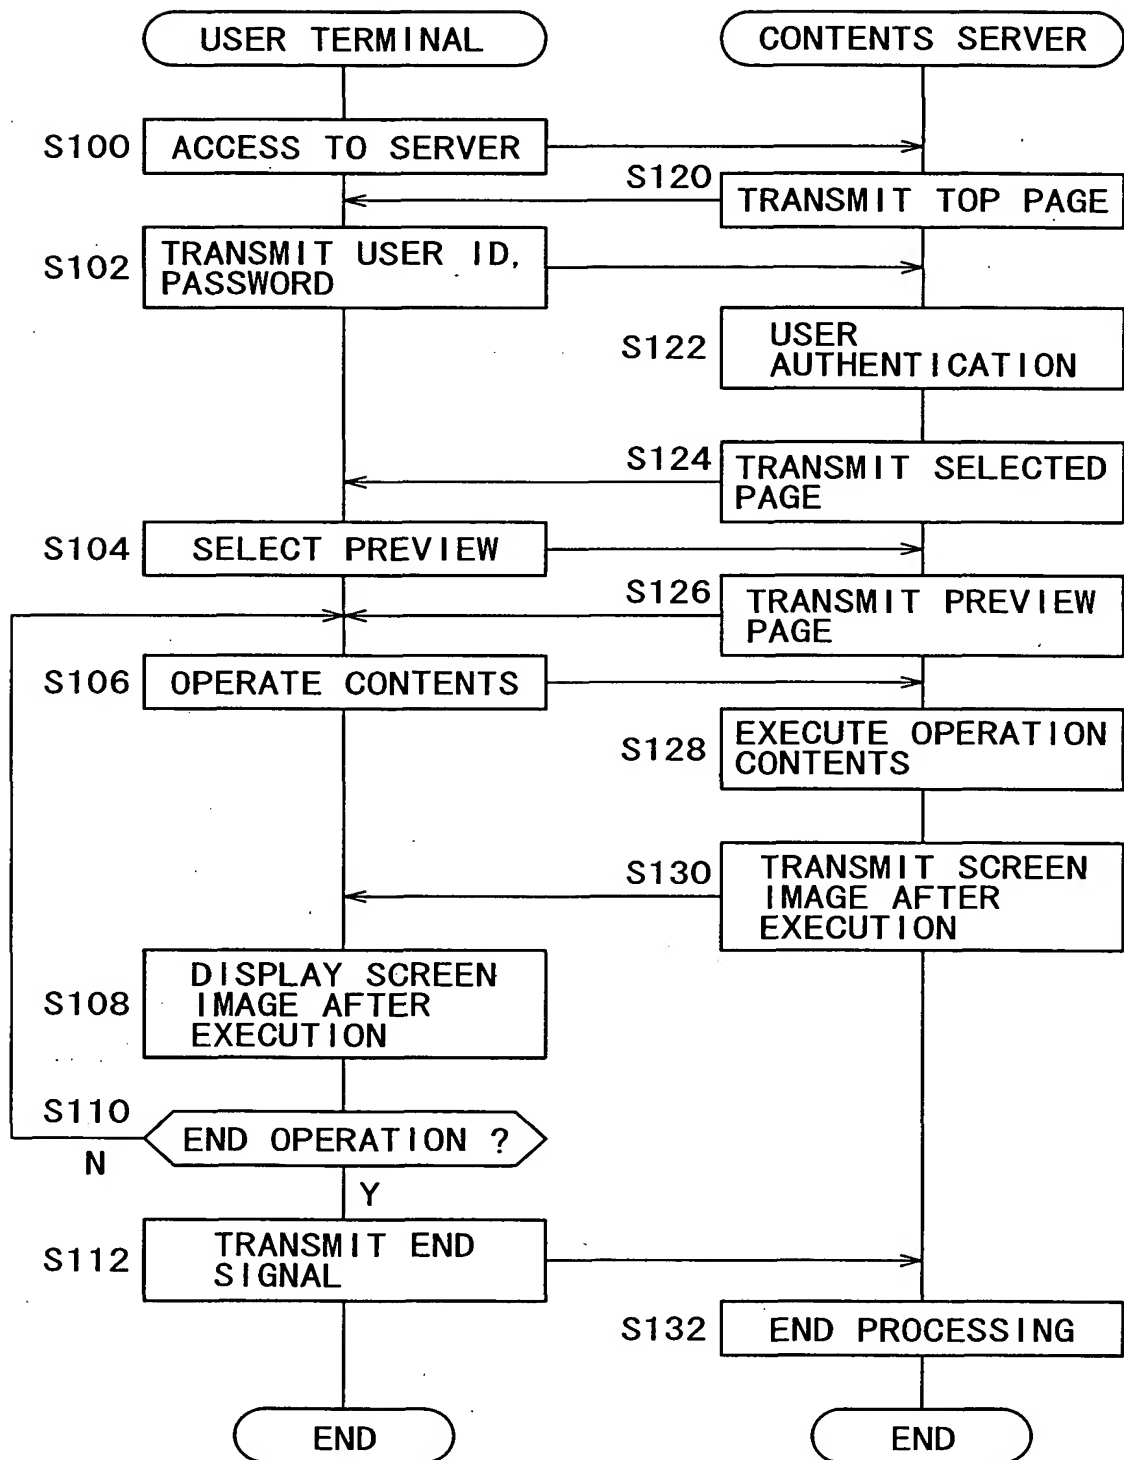 USER TERMINAL
CONTENTS SERVER
S100
ACCESS TO SERVER
S120
TRANSMIT TOP PAGE
S102
TRANSMIT USER ID,
PASSWORD
S122
USER
AUTHENTICATION
S124
TRANSMIT SELECTED
PAGE
S104
SELECT PREVIEW
S126
TRANSMIT PREVIEW
PAGE
S106
OPERATE CONTENTS
S128
EXECUTE OPERATION
CONTENTS
S130
TRANSMIT SCREEN
IMAGE AFTER
EXECUTION
S108
DISPLAY SCREEN
IMAGE AFTER
EXECUTION
S110
END OPERATION ?
N
Y
S112
TRANSMIT END
SIGNAL
S132
END PROCESSING
END
END